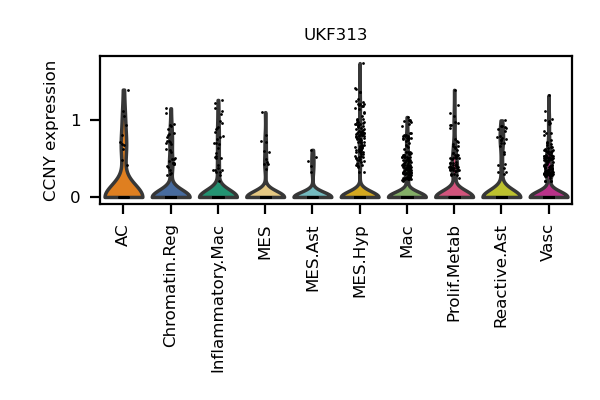 UKF313
CCNY expression
1
0
AC
Chromatin.Reg
Inflammatory.Mac
MES
MES.Ast
MES.Hyp
Mac
Prolif.Metab
Reactive.Ast
Vasc